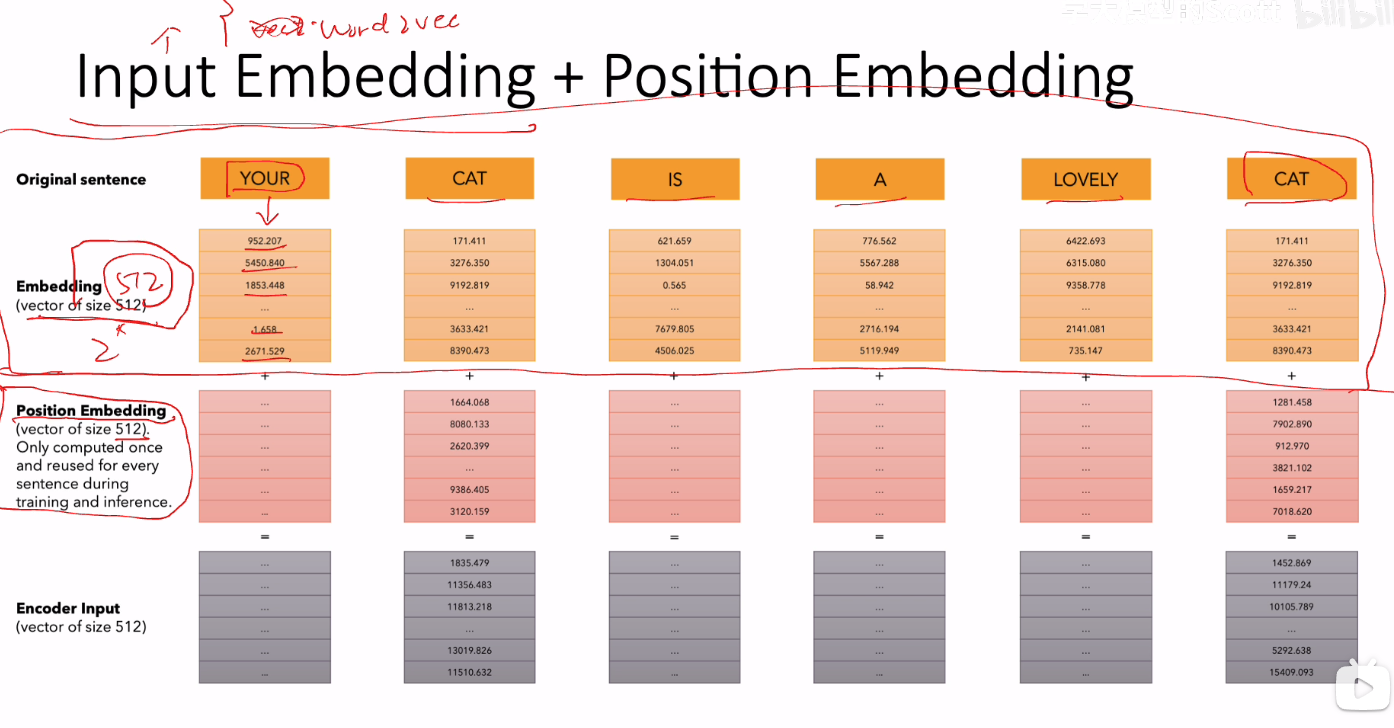 word2vec
Input Embedding + Position Embedding
Original sentence YOUR CAT IS A LOVELY CAT
952.207 171.411 621.659 776.562 6422.693 171.411
5450.840 3276.350 1304.051 5567.288 6315.080 3276.350
512
Embedding 1853.448 9192.819 0.565 58.942 9358.778 9192.819
(vector of size 512) ... ... ... ... ... ...
1.658 3633.421 7679.805 2716.194 2141.081 3633.421
2
2671.529 8390.473 4506.025 5119.949 735.147 8390.473
+ + + + + +
Position Embedding ... 1664.068 ... ... ... 1281.458
(vector of size 512). ... 8080.133 ... ... ... 7902.890
Only computed once ... 2620.399 ... ... ... 912.970
and reused for every ... ... ... ... ... 3821.102
sentence during ... 9386.405 ... ... ... 1659.217
training and inference. ... 3120.159 ... ... ... 7018.620
= = = = = =
... 1835.479 ... ... ... 1452.869
... 11356.483 ... ... ... 11179.24
Encoder Input ... 11813.218 ... ... ... 10105.789
(vector of size 512) ... ... ... ... ... ...
... 13019.826 ... ... ... 5292.638
... 11510.632 ... ... ... 15409.093